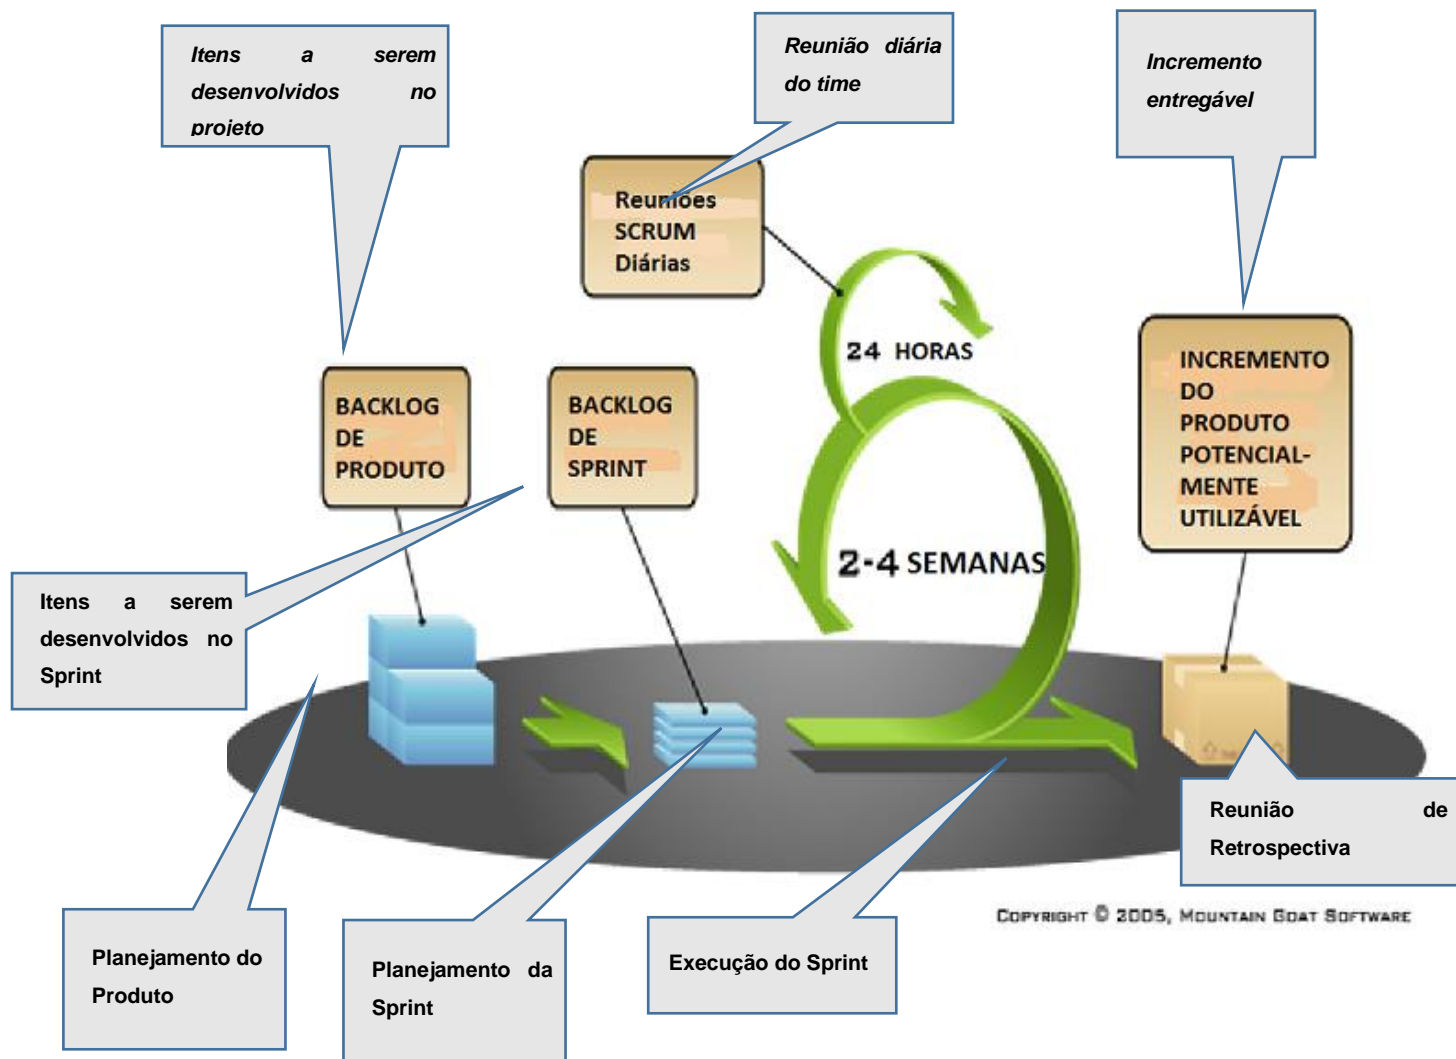 Itens a serem
desenvolvidos no
projeto
Reunião diária
do time
Incremento
entregável
Reuniões
SCRUM
Diárias
24 HORAS
BACKLOG
DE
PRODUTO
BACKLOG
DE
SPRINT
INCREMENTO
DO
PRODUTO
POTENCIAL-
MENTE
UTILIZÁVEL
2-4 SEMANAS
Itens a serem
desenvolvidos no
Sprint
Reunião de
Retrospectiva
COPYRIGHT © 2005, MOUNTAIN GOAT SOFTWARE
Planejamento do
Produto
Planejamento da
Sprint
Execução do Sprint